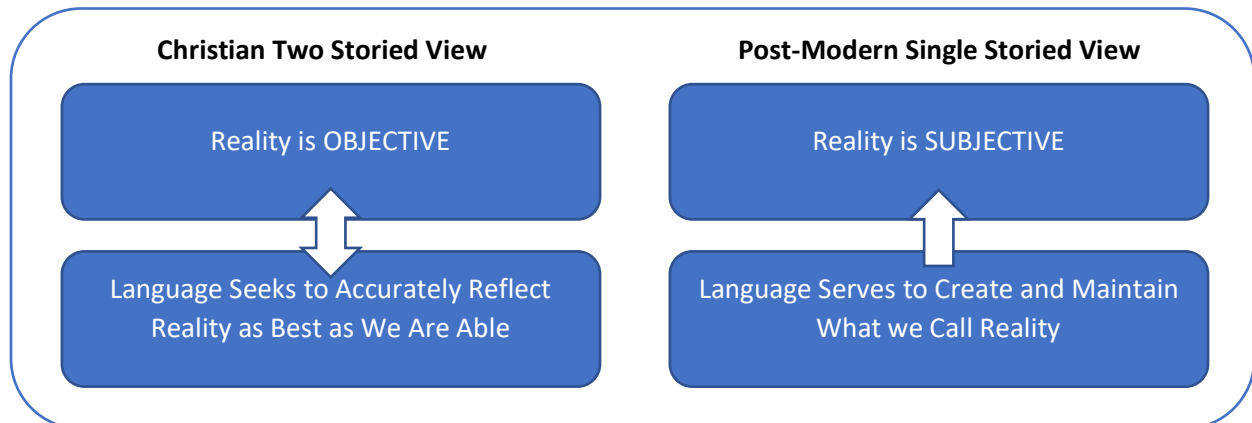 Christian Two Storied View
Reality is OBJECTIVE
Language Seeks to Accurately Reflect
Reality as Best as We Are Able
Post-Modern Single Storied View
Reality is SUBJECTIVE
Language Serves to Create and Maintain
What we Call Reality